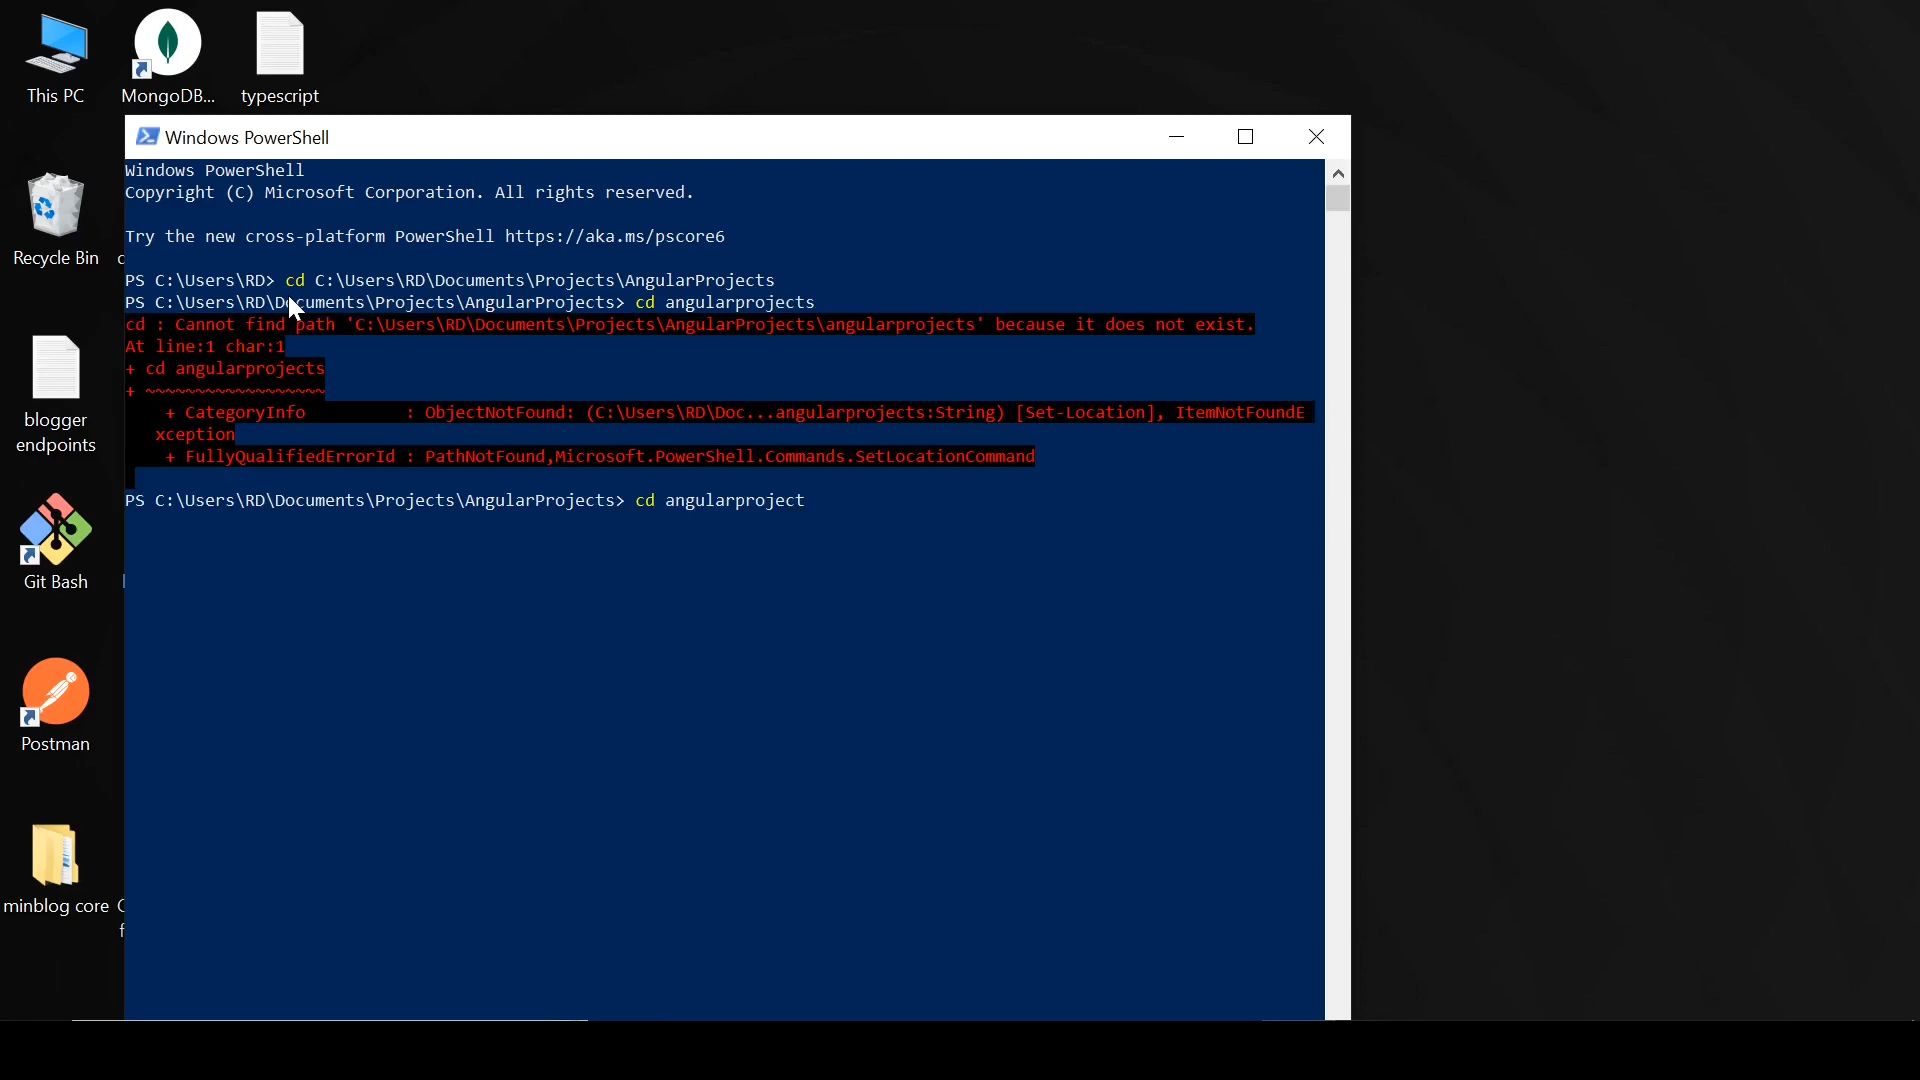 This PC
MongoDB...
typescript
Windows PowerShell
Windows PowerShell
Copyright (C) Microsoft Corporation. All rights reserved.
Try the new cross-platform PowerShell https://aka.ms/pscore6
PS C:\Users\RD> cd C:\Users\RD\Documents\Projects\AngularProjects
PS C:\Users\RD\Documents\Projects\AngularProjects> cd angularprojects
cd : Cannot find path 'C:\Users\RD\Documents\Projects\AngularProjects\angularprojects' because it does not exist.
At line:1 char:1
+ cd angularprojects
+ ~~~~~~~~~~~~~~~~~~
+ CategoryInfo          : ObjectNotFound: (C:\Users\RD\Doc...angularprojects:String) [Set-Location], ItemNotFoundE
xception
+ FullyQualifiedErrorId : PathNotFound,Microsoft.PowerShell.Commands.SetLocationCommand
PS C:\Users\RD\Documents\Projects\AngularProjects> cd angularproject
Recycle Bin
blogger
endpoints
Git Bash
Postman
minblog core